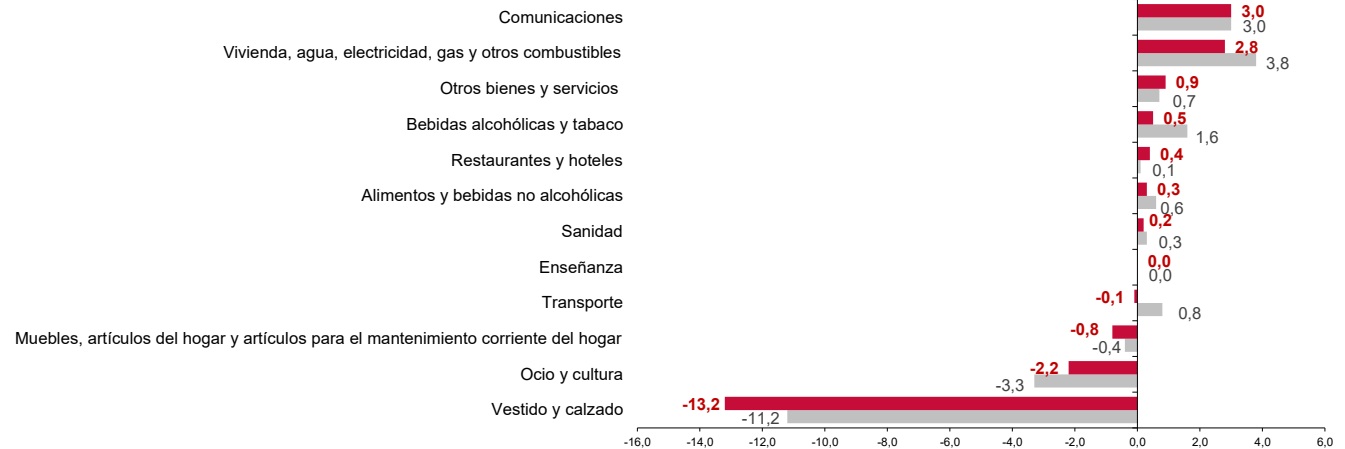 Comunicaciones 3,0
3,0
Vivienda, agua, electricidad, gas y otros combustibles 2,8
3,8
Otros bienes y servicios 0,9
0,7
Bebidas alcohólicas y tabaco 0,5
1,6
Restaurantes y hoteles 0,4
0,1
Alimentos y bebidas no alcohólicas 0,3
0,6
Sanidad 0,2
0,3
Enseñanza 0,0
0,0
Transporte -0,1
0,8
Muebles, artículos del hogar y artículos para el mantenimiento corriente del hogar -0,8
-0,4
Ocio y cultura -2,2
-3,3
Vestido y calzado -13,2
-11,2
-16,0 -14,0 -12,0 -10,0 -8,0 -6,0 -4,0 -2,0 0,0 2,0 4,0 6,0